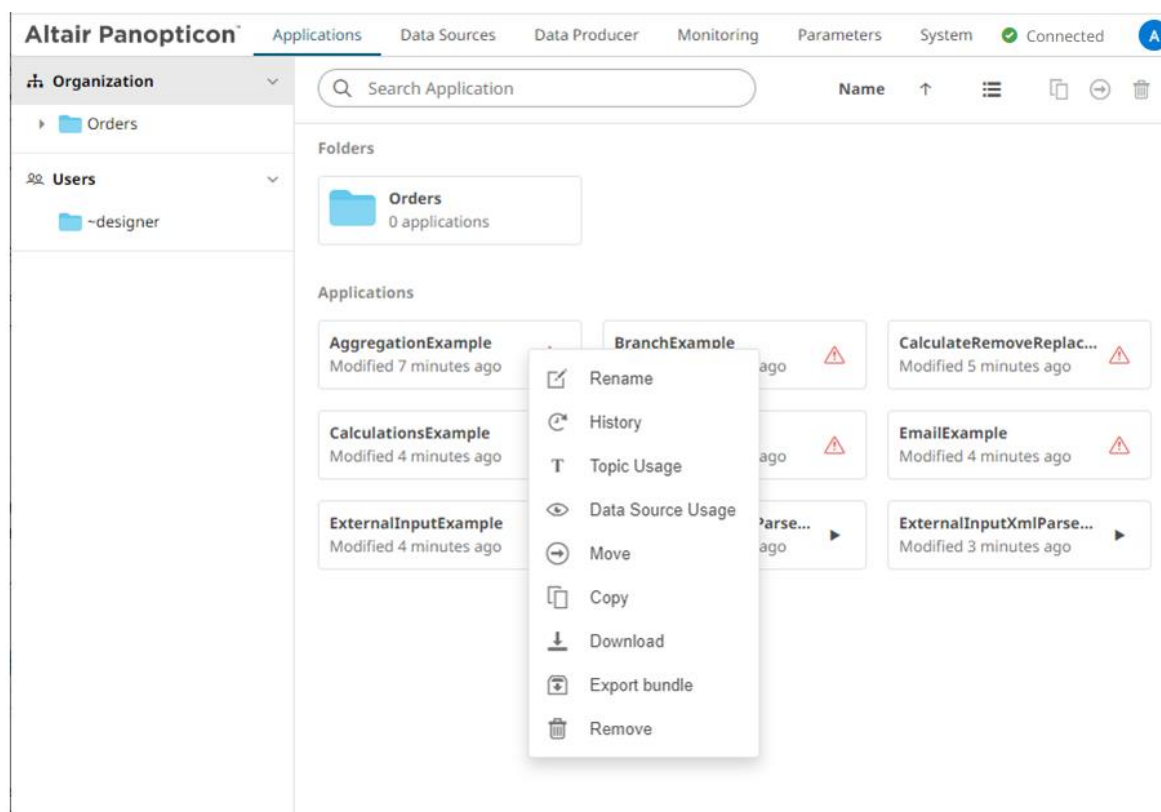 Altair Panopticon™
Applications Data Sources Data Producer Monitoring Parameters System Connected A
Organization
Orders
Users
~designer
Search Application
Name
Folders
Orders
0 applications
Applications
AggregationExample
Modified 7 minutes ago
BranchExample
ago
CalculateRemoveReplac...
Modified 5 minutes ago
CalculationsExample
Modified 4 minutes ago
ago
EmailExample
Modified 4 minutes ago
ExternalInputExample
Modified 4 minutes ago
Parse...
ago
ExternalInputXmlParse...
Modified 3 minutes ago
Rename
History
Topic Usage
Data Source Usage
Move
Copy
Download
Export bundle
Remove